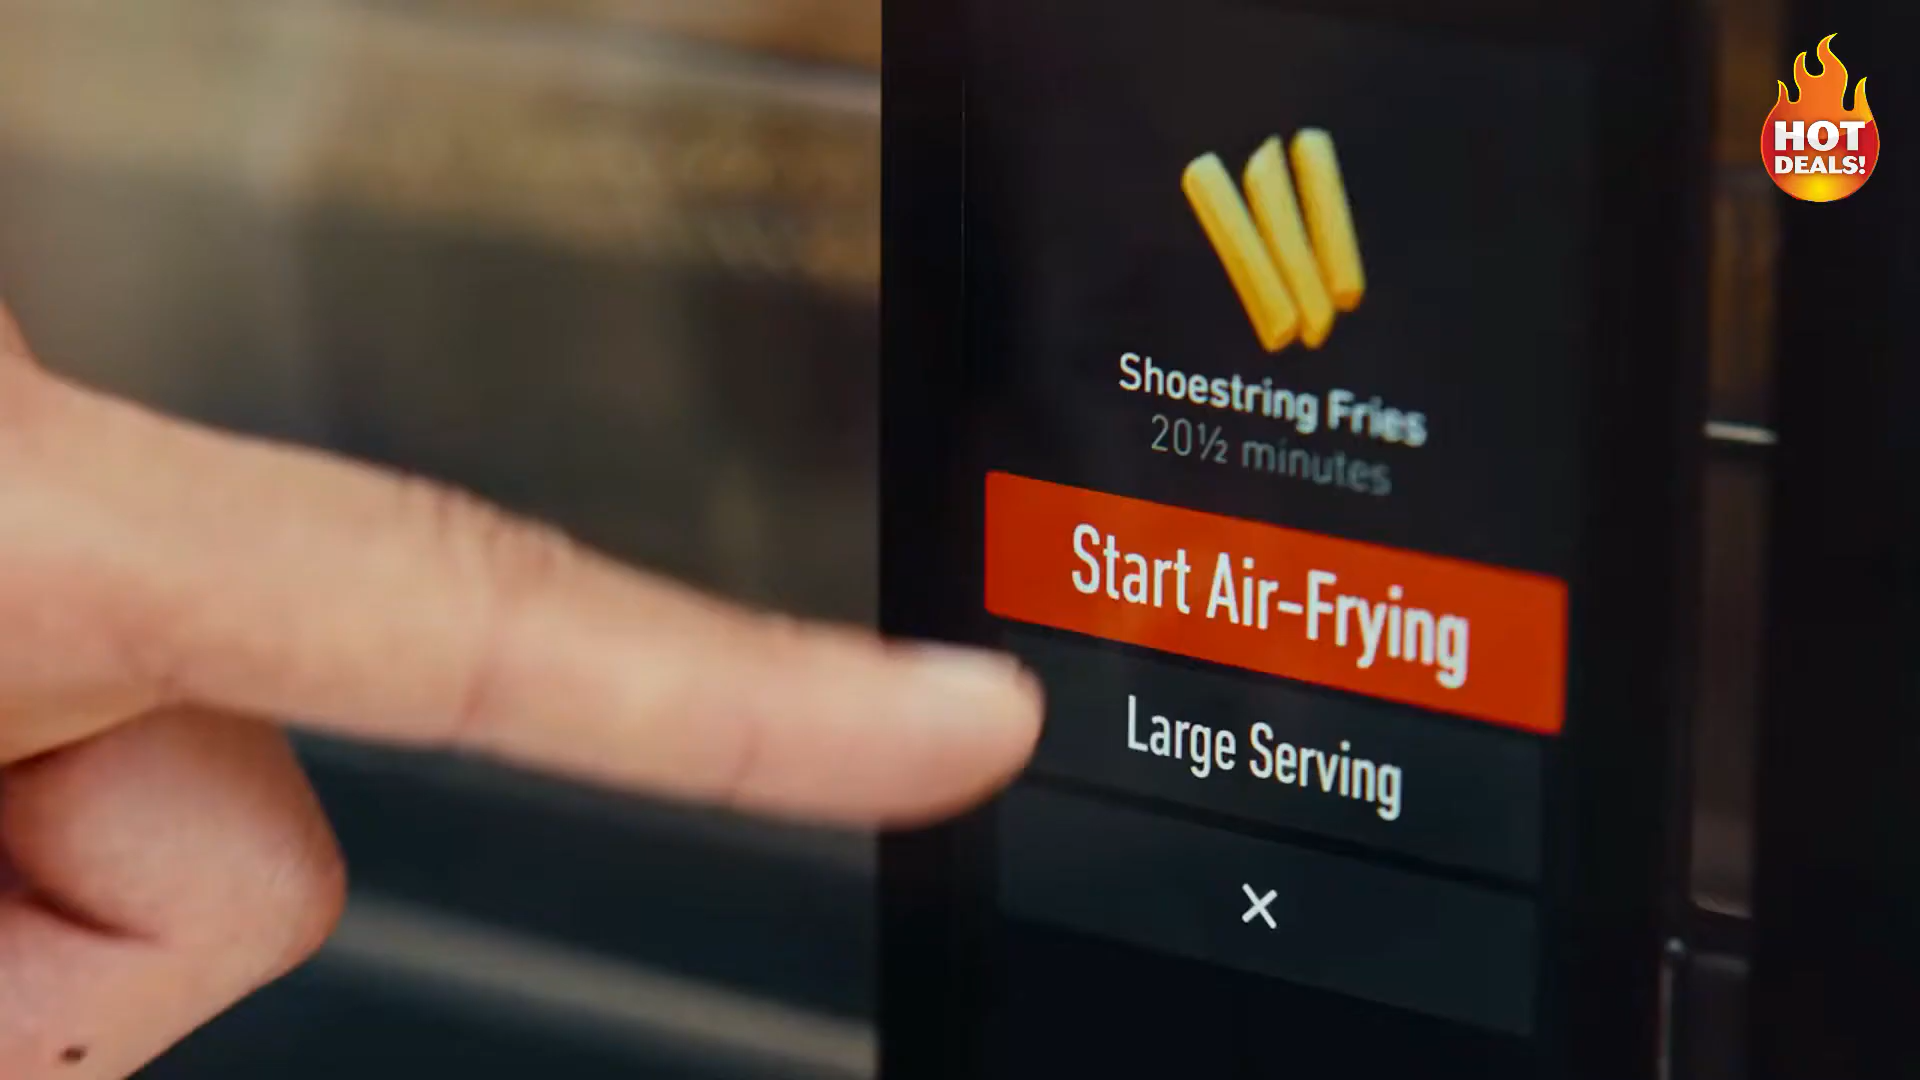 HOT
DEALS!
Shoestring Fries
20½ minutes
Start Air-Frying
Large Serving
×